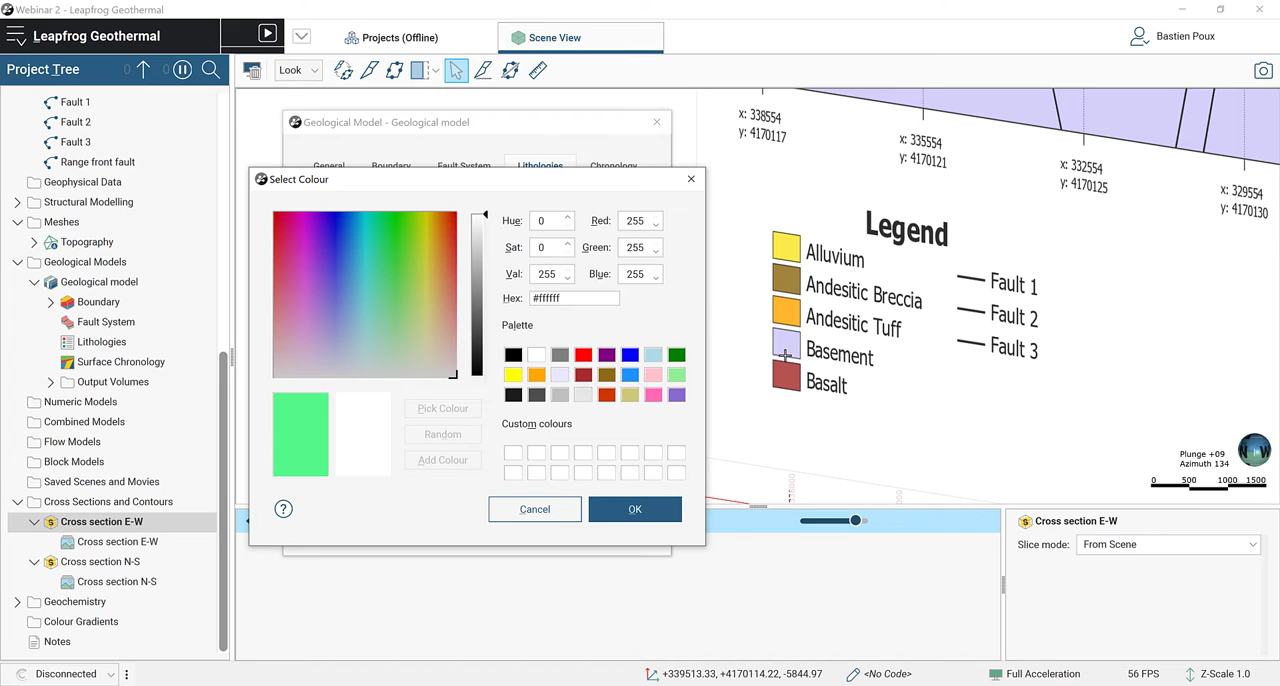 Webinar 2 - Leapfrog Geothermal
Leapfrog Geothermal
Projects (Offline)
Scene View
Bastien Poux
Project Tree
0
0
Look
Fault 1
Fault 2
Fault 3
Range front fault
Geophysical Data
Structural Modelling
Meshes
Topography
Geological Models
Geological model
Boundary
Fault System
Lithologies
Surface Chronology
Output Volumes
Numeric Models
Combined Models
Flow Models
Block Models
Saved Scenes and Movies
Cross Sections and Contours
Cross section E-W
Cross section E-W
Cross section N-S
Cross section N-S
Geochemistry
Colour Gradients
Notes
Geological Model - Geological model
General
Boundary
Fault System
Lithologies
Chronology
Select Colour
Hue: 0
Red: 255
Sat: 0
Green: 255
Val: 255
Blue: 255
Hex: #ffffff
Palette
Custom colours
Pick Colour
Random
Add Colour
?
Cancel
OK
x: 338554
y: 4170117
x: 335554
y: 4170121
x: 332554
y: 4170125
x: 329554
y: 4170130
Legend
Alluvium
Andesitic Breccia
Andesitic Tuff
Basement
Basalt
Fault 1
Fault 2
Fault 3
Plunge +09
Azimuth 134
N W
0 500 1000 1500
Cross section E-W
Slice mode: From Scene
Disconnected
+339513.33, +4170114.22, -5844.97
<No Code>
Full Acceleration
56 FPS
Z-Scale 1.0